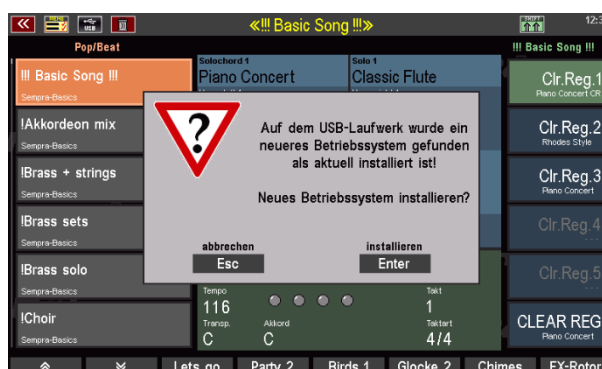 MENU
USB
«!!! Basic Song !!!»
SHIFT
12:3
Pop/Beat
!!! Basic Song !!!
!!! Basic Song !!!
Sempra-Basics
!Akkordeon mix
Sempra-Basics
!Brass + strings
Sempra-Basics
!Brass sets
Sempra-Basics
!Brass solo
Sempra-Basics
!Choir
Sempra-Basics
Solochord 1
Piano Concert
Solo 1
Classic Flute
Auf dem USB-Laufwerk wurde ein
neueres Betriebssystem gefunden
als aktuell installiert ist!
Neues Betriebssystem installieren?
abbrechen
Esc
installieren
Enter
Tempo
116
Takt
1
Transp.
C
Akkord
C
Taktart
4/4
Clr.Reg.1
Piano Concert CR
Clr.Reg.2
Rhodes Style
Clr.Reg.3
Piano Concert
Clr.Reg.4
---
Clr.Reg.5
---
CLEAR REG
Piano Concert
Lets go
Party 2
Birds 1
Glocke 2
Chimes
FX-Rotor